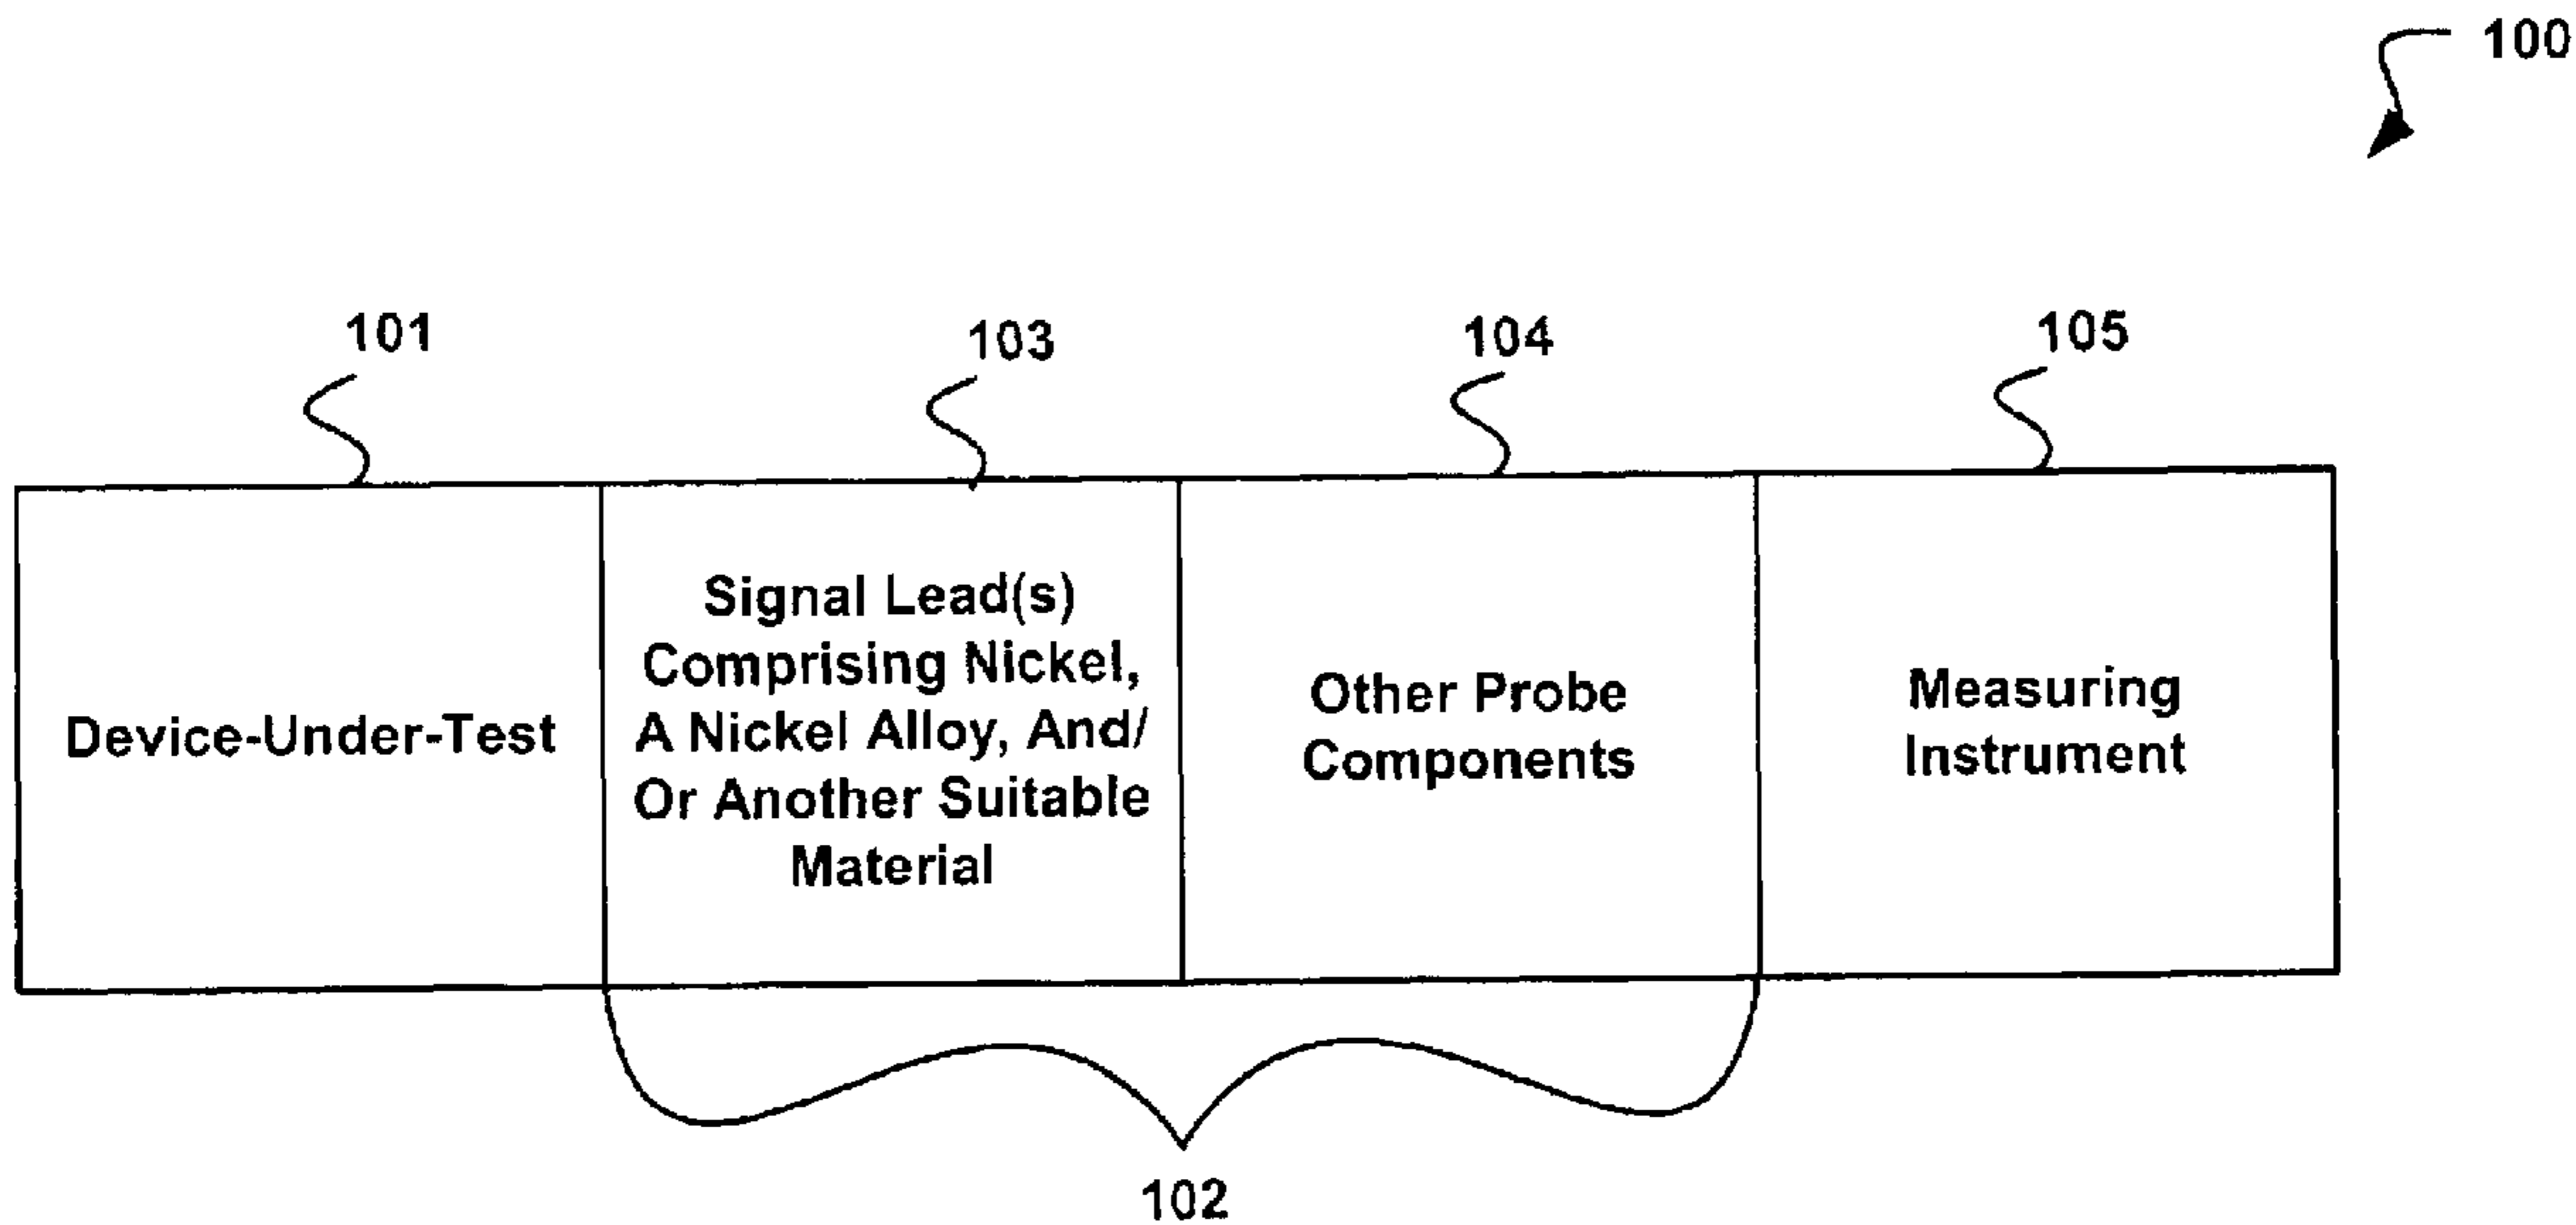 100
101
103
104
105
Device-Under-Test
Signal Lead(s)
Comprising Nickel,
A Nickel Alloy, And/
Or Another Suitable
Material
Other Probe
Components
Measuring
Instrument
102